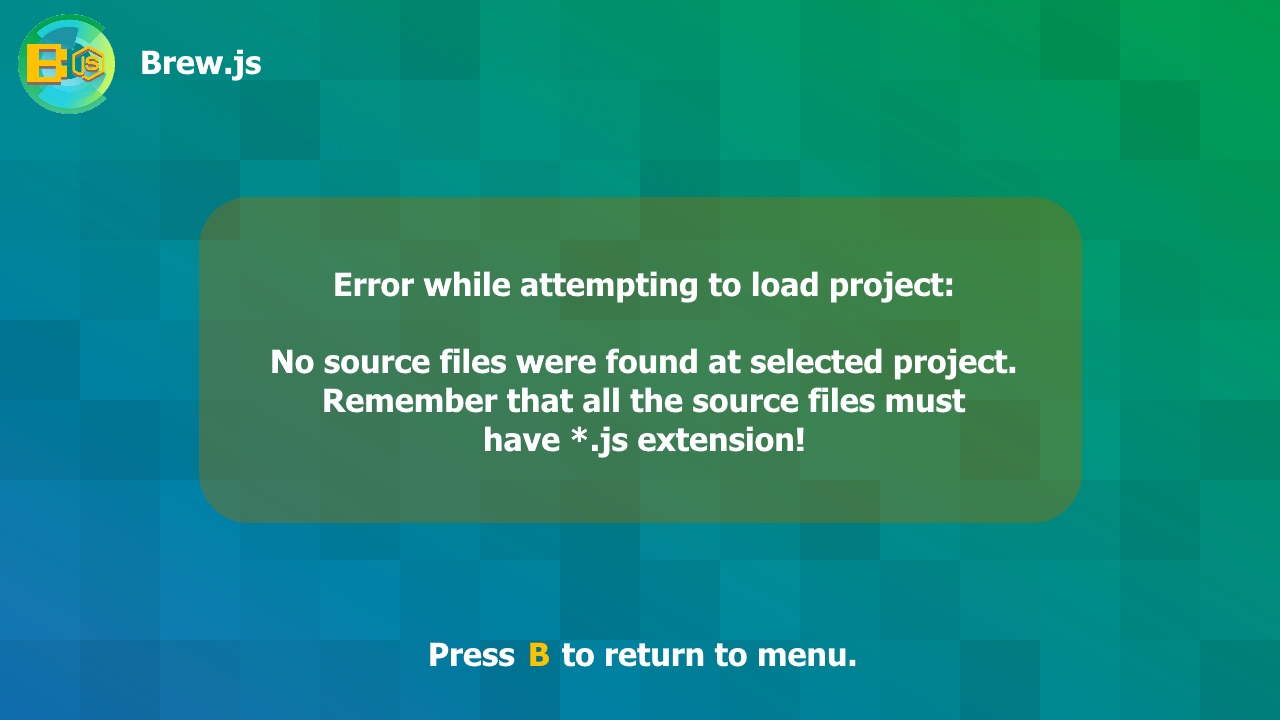 B JS
Brew.js
Error while attempting to load project:
No source files were found at selected project.
Remember that all the source files must
have *.js extension!
Press B to return to menu.